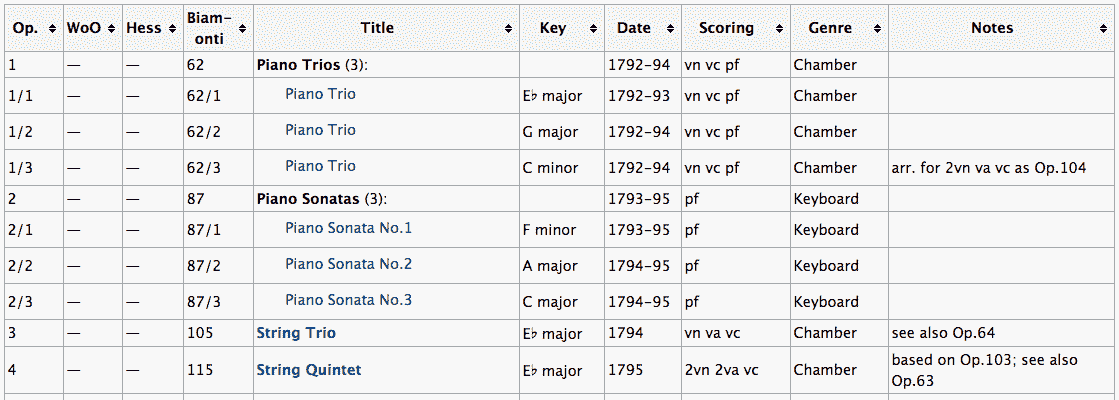 Op. WoO Hess Biam-
onti Title Key Date Scoring Genre Notes
1 — — 62 Piano Trios (3): 1792-94 vn vc pf Chamber
1/1 — — 62/1 Piano Trio E♭ major 1792-93 vn vc pf Chamber
1/2 — — 62/2 Piano Trio G major 1792-94 vn vc pf Chamber
1/3 — — 62/3 Piano Trio C minor 1792-94 vn vc pf Chamber arr. for 2vn va vc as Op.104
2 — — 87 Piano Sonatas (3): 1793-95 pf Keyboard
2/1 — — 87/1 Piano Sonata No.1 F minor 1793-95 pf Keyboard
2/2 — — 87/2 Piano Sonata No.2 A major 1794-95 pf Keyboard
2/3 — — 87/3 Piano Sonata No.3 C major 1794-95 pf Keyboard
3 — — 105 String Trio E♭ major 1794 vn va vc Chamber see also Op.64
4 — — 115 String Quintet E♭ major 1795 2vn 2va vc Chamber based on Op.103; see also
Op.63